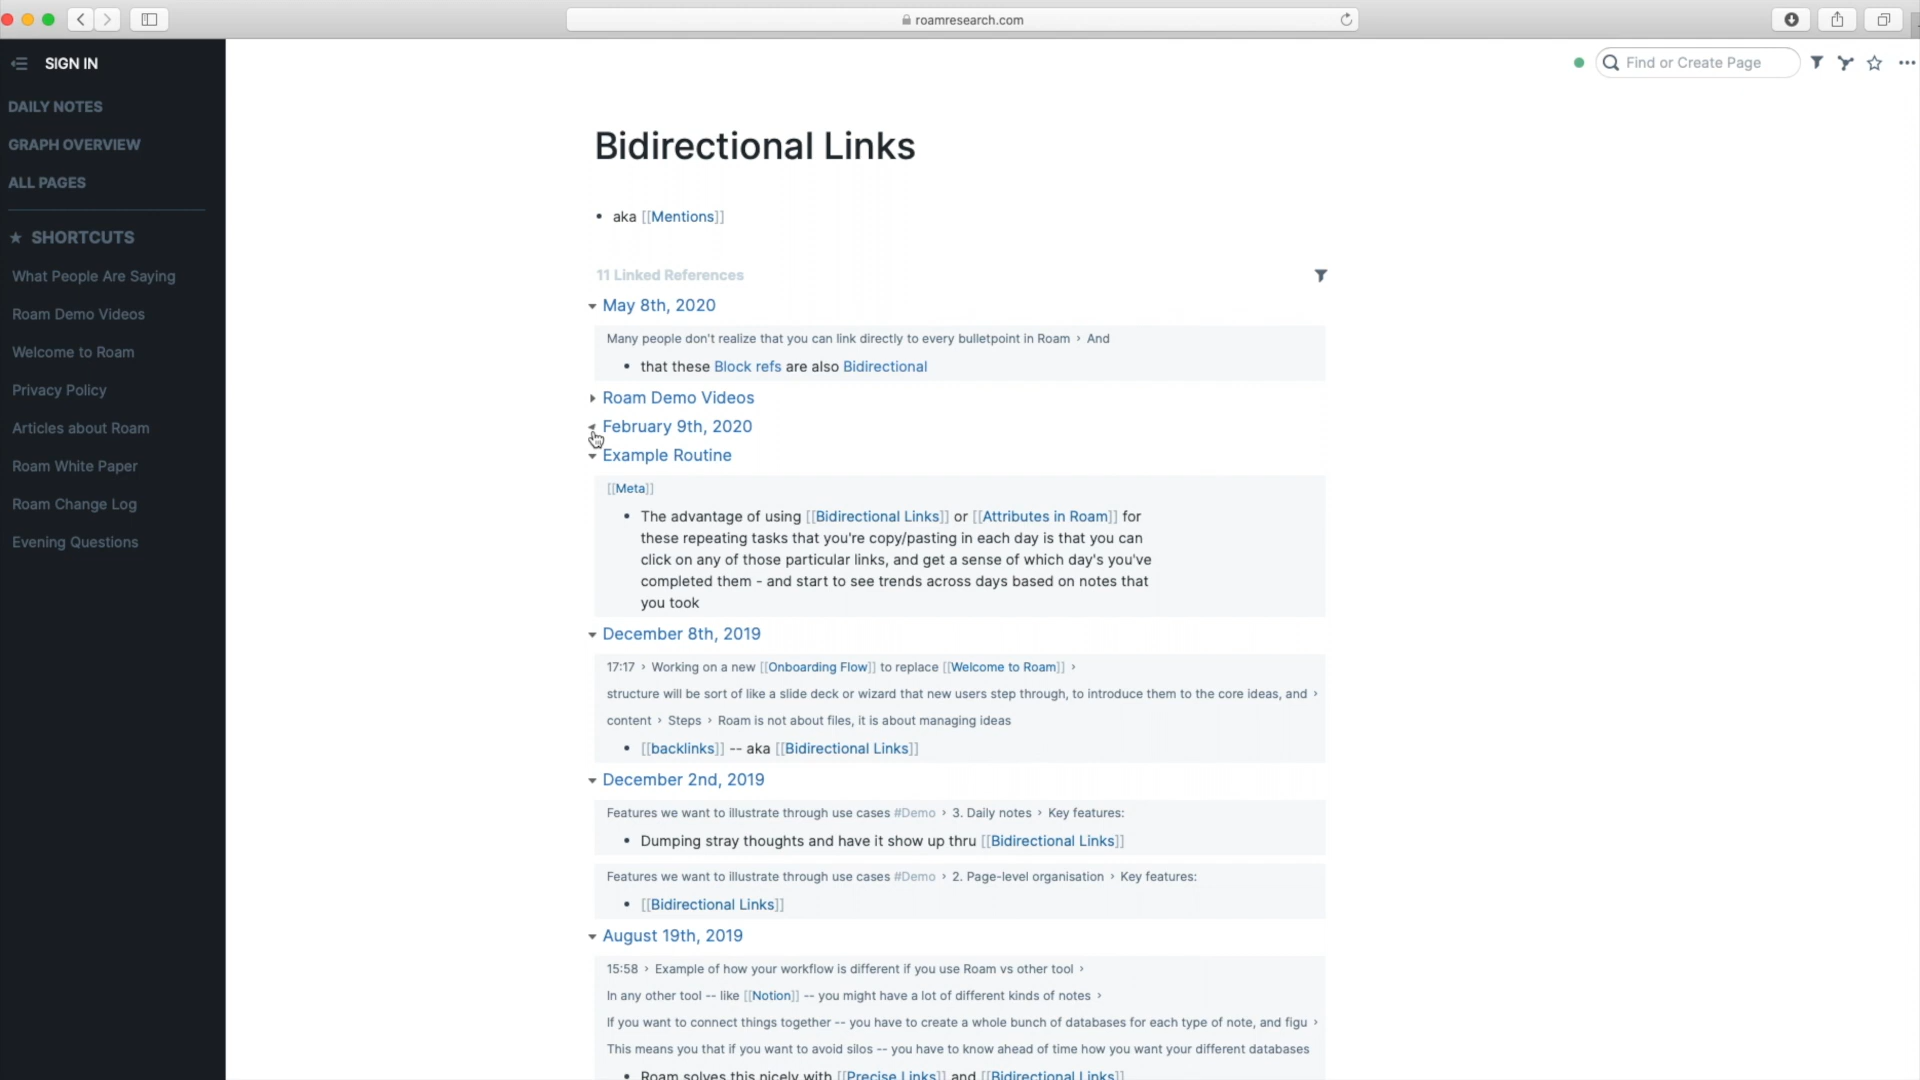 roamresearch.com
SIGN IN
Find or Create Page
DAILY NOTES
GRAPH OVERVIEW
ALL PAGES
SHORTCUTS
What People Are Saying
Roam Demo Videos
Welcome to Roam
Privacy Policy
Articles about Roam
Roam White Paper
Roam Change Log
Evening Questions
Bidirectional Links
• aka [[Mentions]]
11 Linked References
May 8th, 2020
Many people don't realize that you can link directly to every bulletpoint in Roam › And
• that these Block refs are also Bidirectional
Roam Demo Videos
February 9th, 2020
Example Routine
[[Meta]]
• The advantage of using [[Bidirectional Links]] or [[Attributes in Roam]] for
these repeating tasks that you're copy/pasting in each day is that you can
click on any of those particular links, and get a sense of which day's you've
completed them - and start to see trends across days based on notes that
you took
December 8th, 2019
17:17 › Working on a new [[Onboarding Flow]] to replace [[Welcome to Roam]] ›
structure will be sort of like a slide deck or wizard that new users step through, to introduce them to the core ideas, and ›
content › Steps › Roam is not about files, it is about managing ideas
• [[backlinks]] -- aka [[Bidirectional Links]]
December 2nd, 2019
Features we want to illustrate through use cases #Demo › 3. Daily notes › Key features:
• Dumping stray thoughts and have it show up thru [[Bidirectional Links]]
Features we want to illustrate through use cases #Demo › 2. Page-level organisation › Key features:
• [[Bidirectional Links]]
August 19th, 2019
15:58 › Example of how your workflow is different if you use Roam vs other tool ›
In any other tool -- like [[Notion]] -- you might have a lot of different kinds of notes ›
If you want to connect things together -- you have to create a whole bunch of databases for each type of note, and figu ›
This means you that if you want to avoid silos -- you have to know ahead of time how you want your different databases
• Roam solves this nicely with [[Precise Links]] and [[Bidirectional Links]]